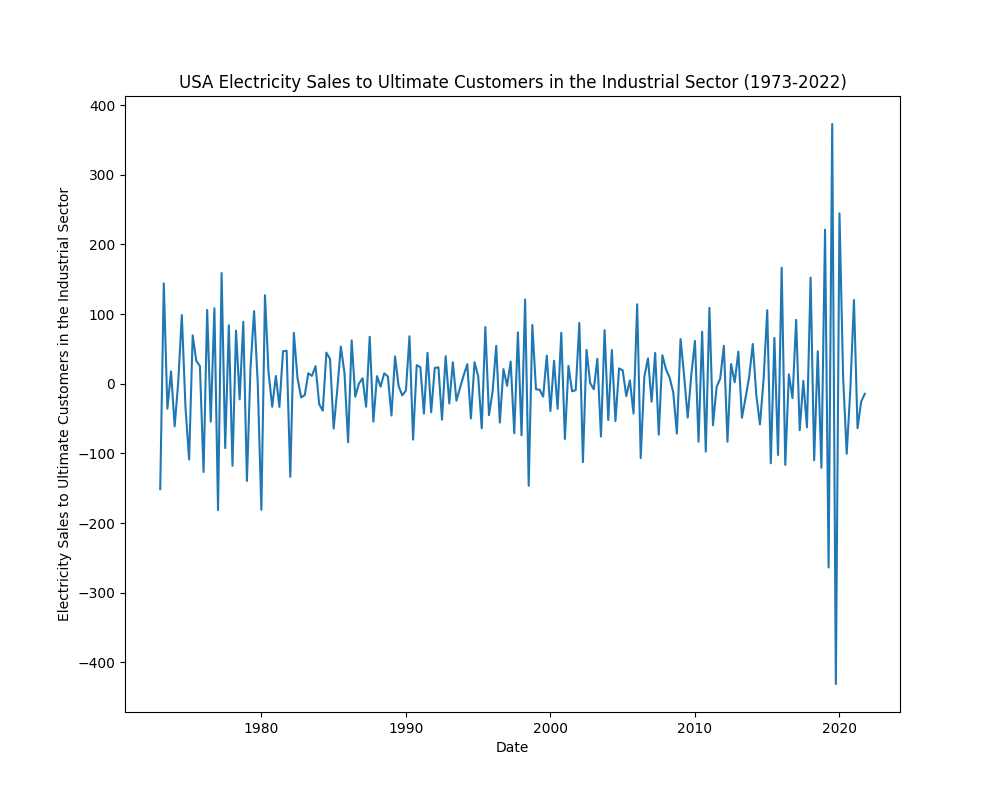 USA Electricity Sales to Ultimate Customers in the Industrial Sector (1973-2022)
Electricity Sales to Ultimate Customers in the Industrial Sector
400
300
200
100
0
−100
−200
−300
−400
1980 1990 2000 2010 2020
Date